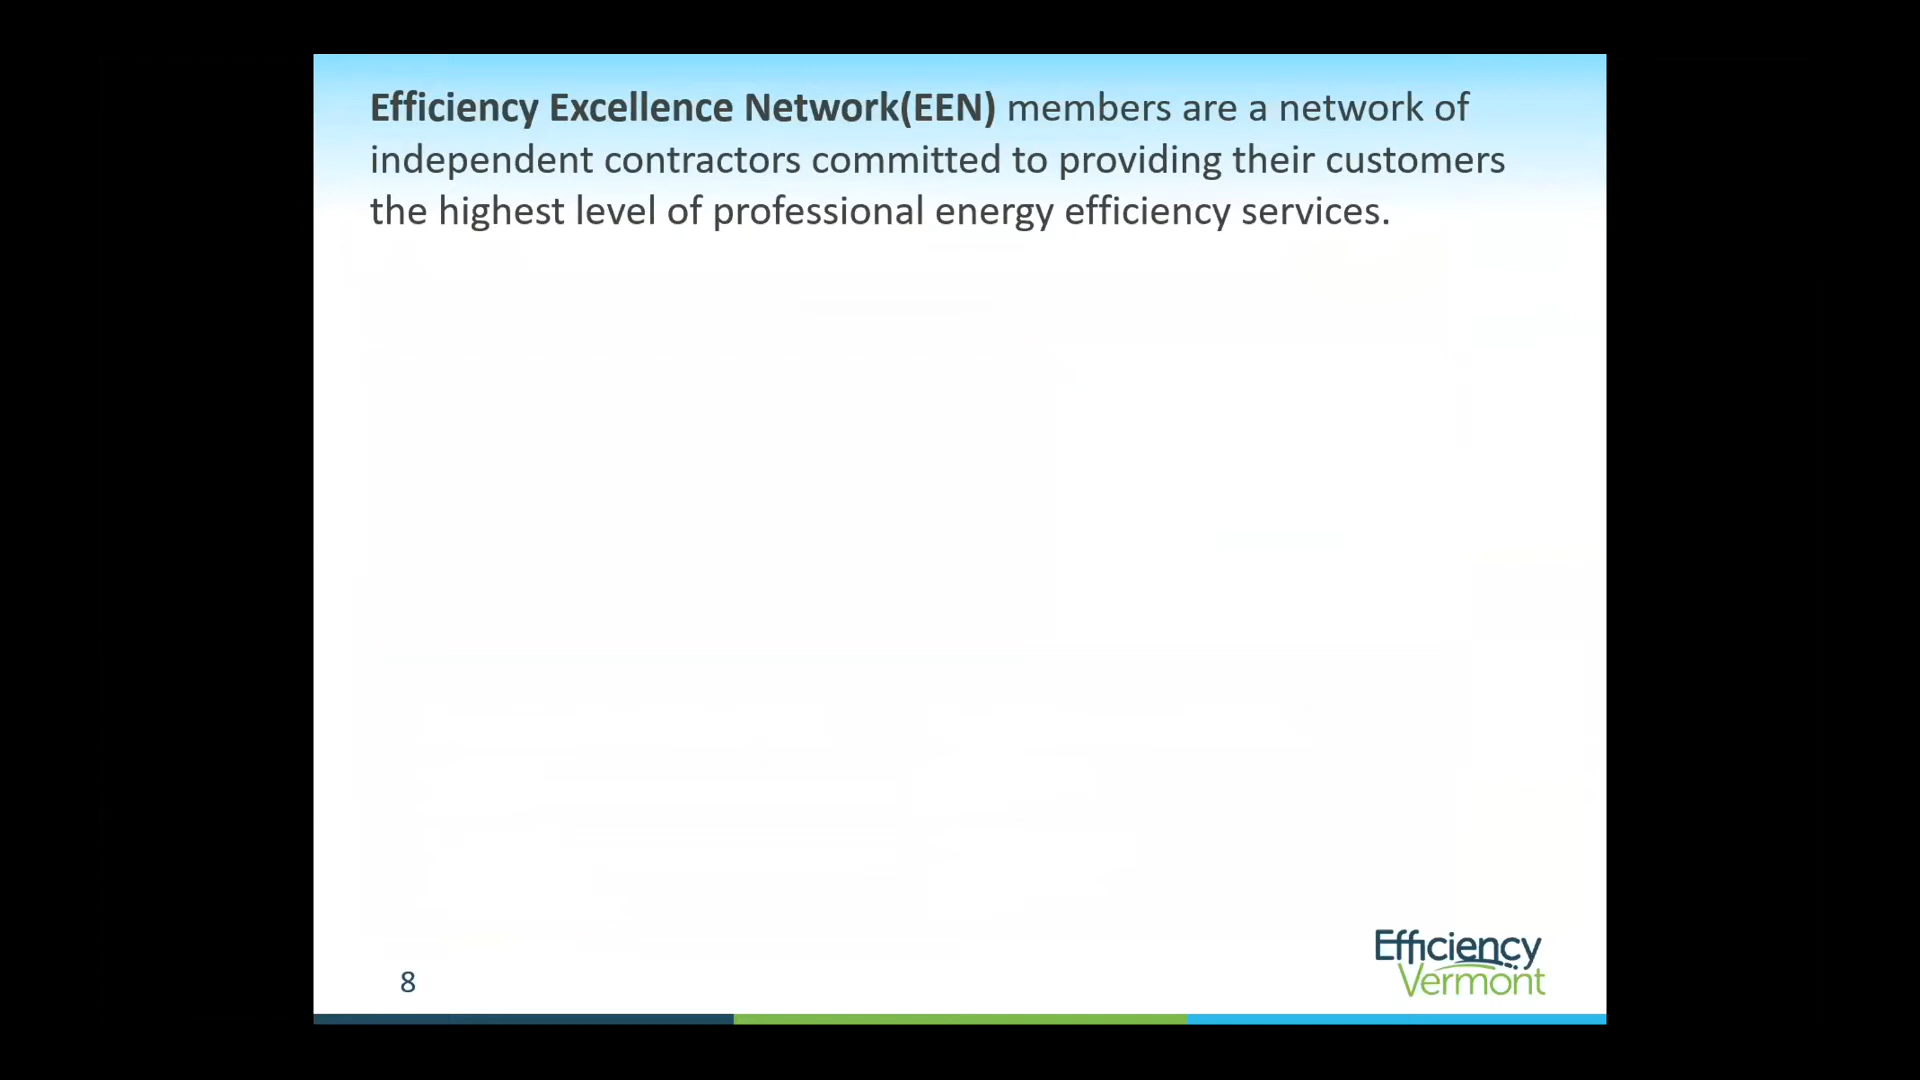 Efficiency Excellence Network(EEN) members are a network of
independent contractors committed to providing their customers
the highest level of professional energy efficiency services.
8
Efficiency
Vermont